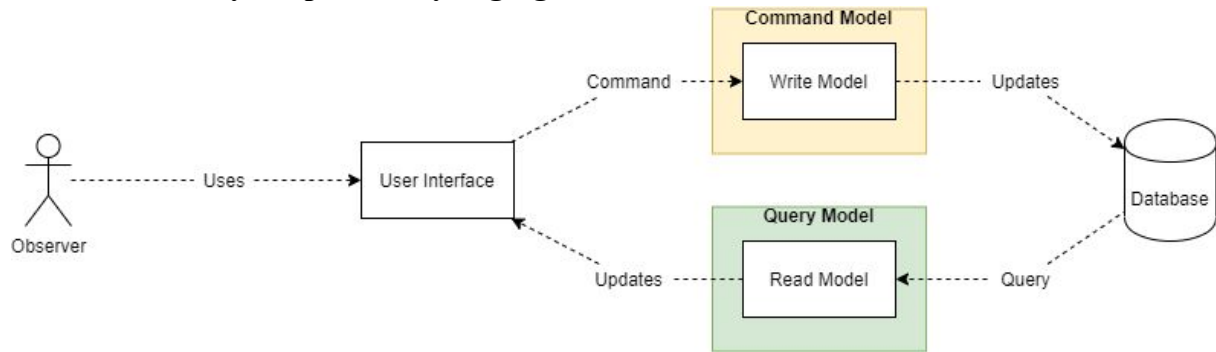 Command Model
Write Model
Command
Updates
Uses
User Interface
Observer
Database
Query Model
Read Model
Updates
Query